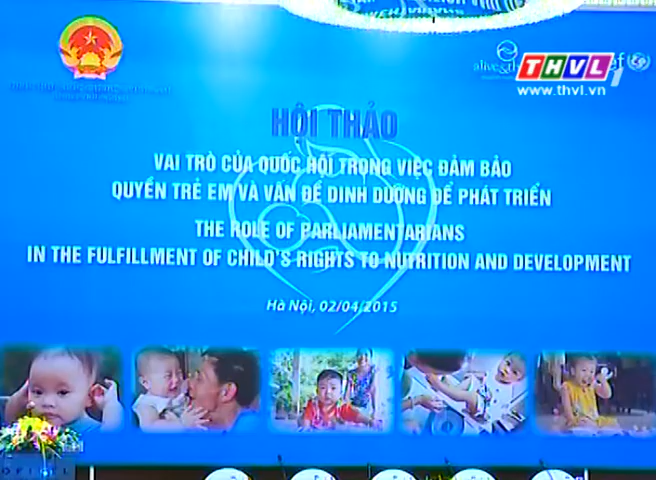 alive&th
THVL1
www.thvl.vn
HỘI THẢO
VAI TRÒ CỦA QUỐC HỘI TRONG VIỆC ĐẢM BẢO
QUYỀN TRẺ EM VÀ VẤN ĐỀ DINH DƯỠNG ĐỂ PHÁT TRIỂN
THE ROLE OF PARLIAMENTARIANS
IN THE FULFILLMENT OF CHILD'S RIGHTS TO NUTRITION AND DEVELOPMENT
Hà Nội, 02/04/2015